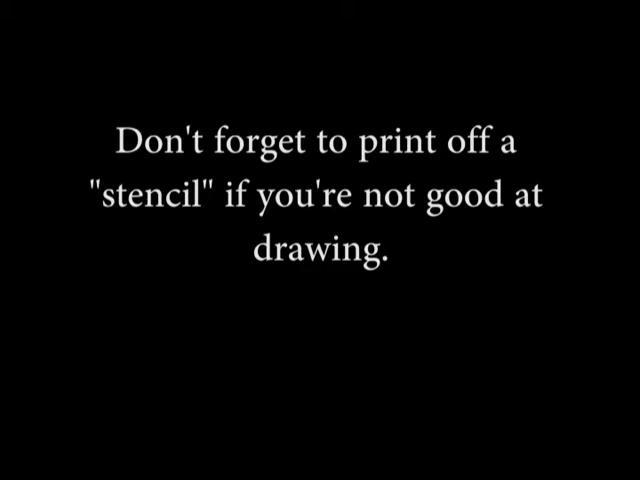 Don't forget to print off a
"stencil" if you're not good at
drawing.